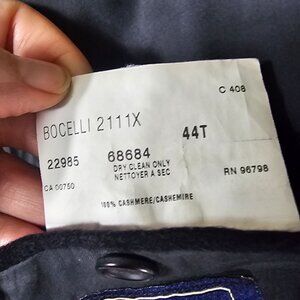 C 408
BOCELLI 2111X 44T
22985 68684
DRY CLEAN ONLY
NETTOYER A SEC
CA 00750 RN 96798
100% CASHMERE/CASHEMIRE